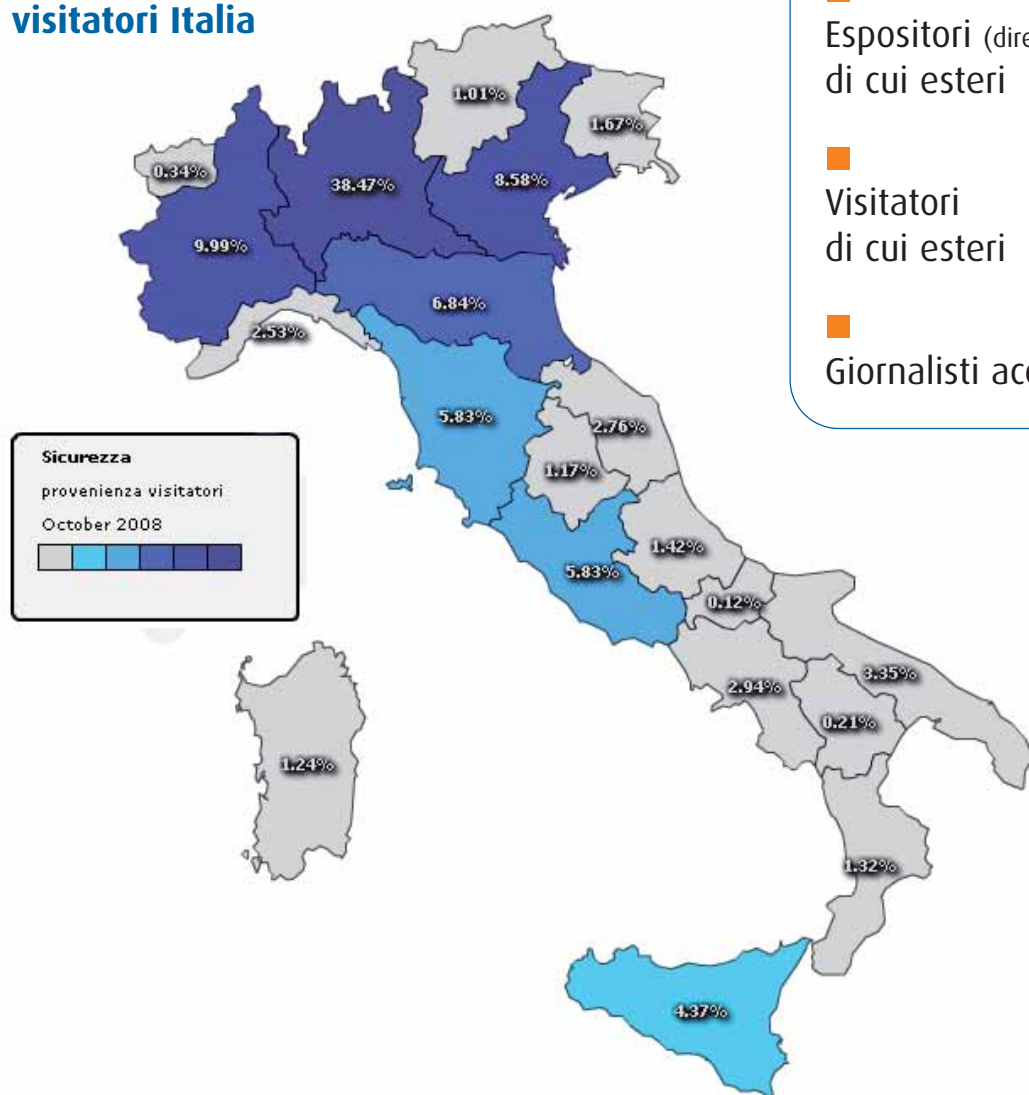 visitatori Italia
Espositori (dire
di cui esteri
Visitatori
di cui esteri
Giornalisti acc
1.01%
1.67%
0.34%
38.47%
8.58%
9.99%
6.84%
2.53%
5.83%
2.76%
1.17%
Sicurezza
provenienza visitatori
October 2008
1.42%
5.83%
0.12%
3.35%
2.94%
0.21%
1.24%
1.32%
4.37%